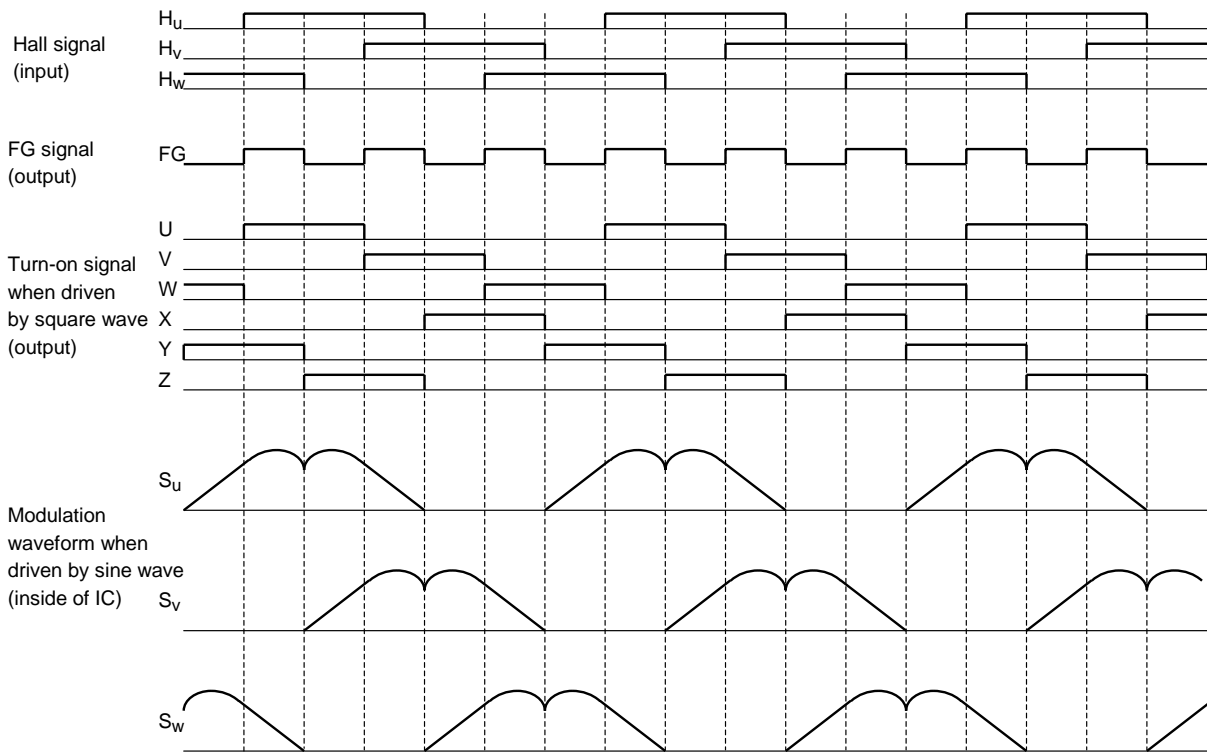 Hall signal
(input)
Hu
Hv
Hw
FG signal
(output)
FG
Turn-on signal
when driven
by square wave
(output)
U
V
W
X
Y
Z
Modulation
waveform when
driven by sine wave
(inside of IC)
Su
Sv
Sw